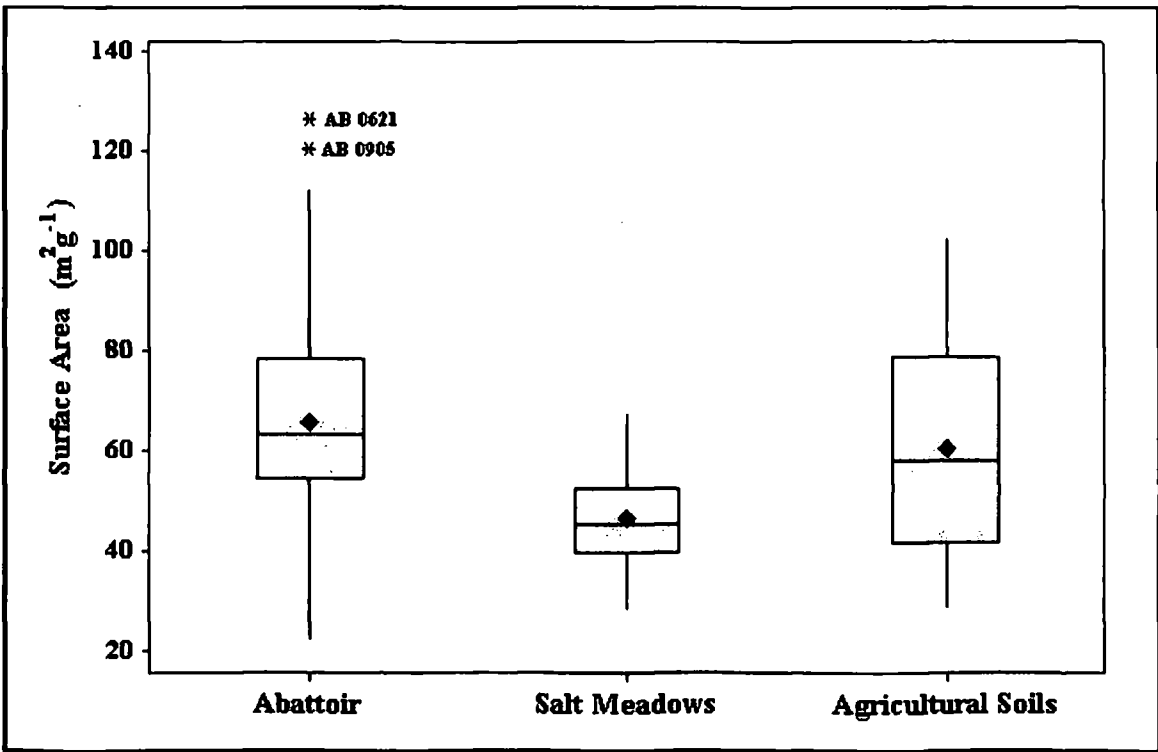 Surface Area (m²g⁻¹)
140
120
100
80
60
40
20
* AB 0621
* AB 0905
Abattoir
Salt Meadows
Agricultural Soils